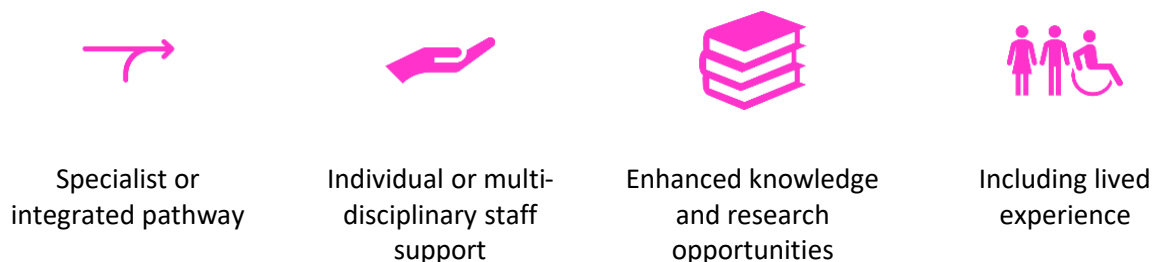 Specialist or
integrated pathway
Individual or multi-
disciplinary staff
support
Enhanced knowledge
and research
opportunities
Including lived
experience